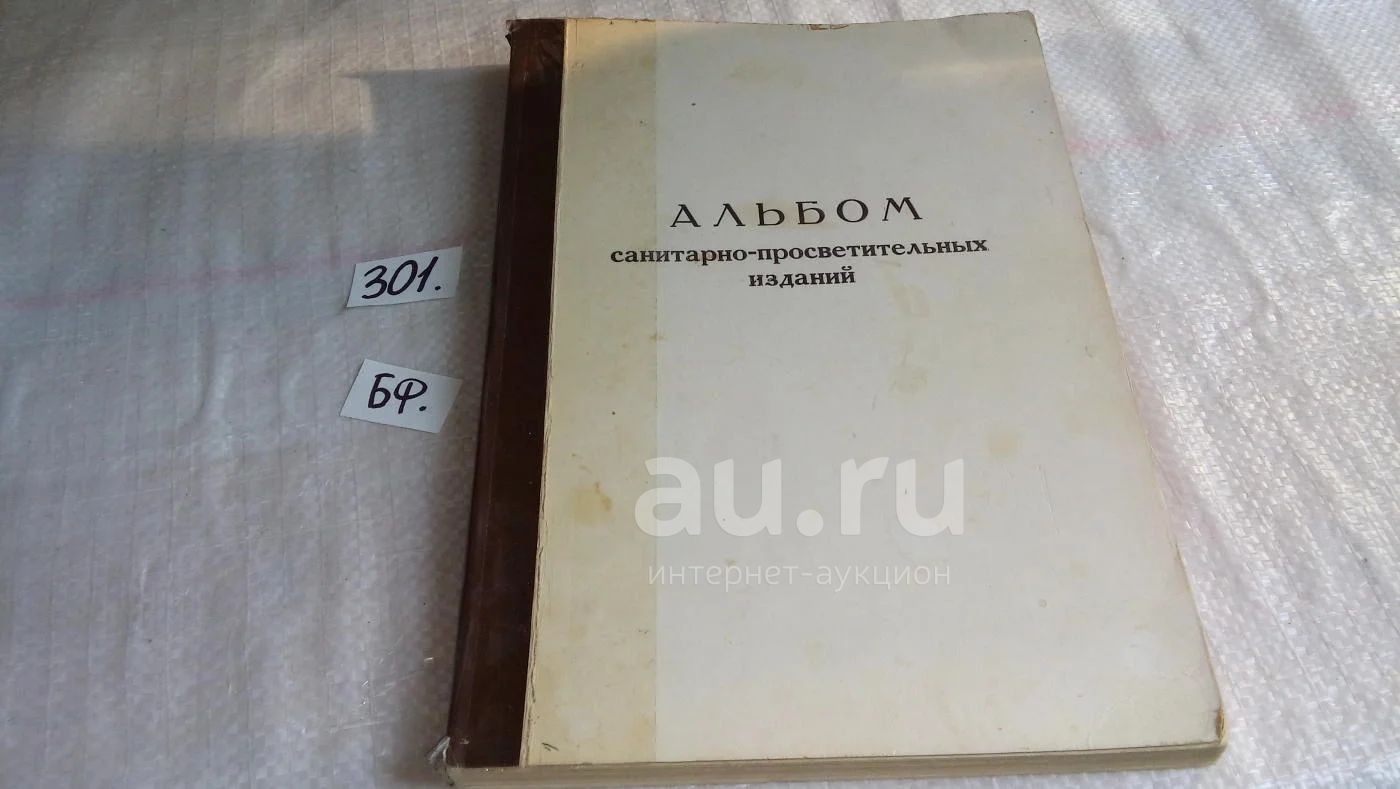 АЛЬБОМ
санитарно-просветительных
изданий
301.
БФ.
au.ru
интернет-аукцион